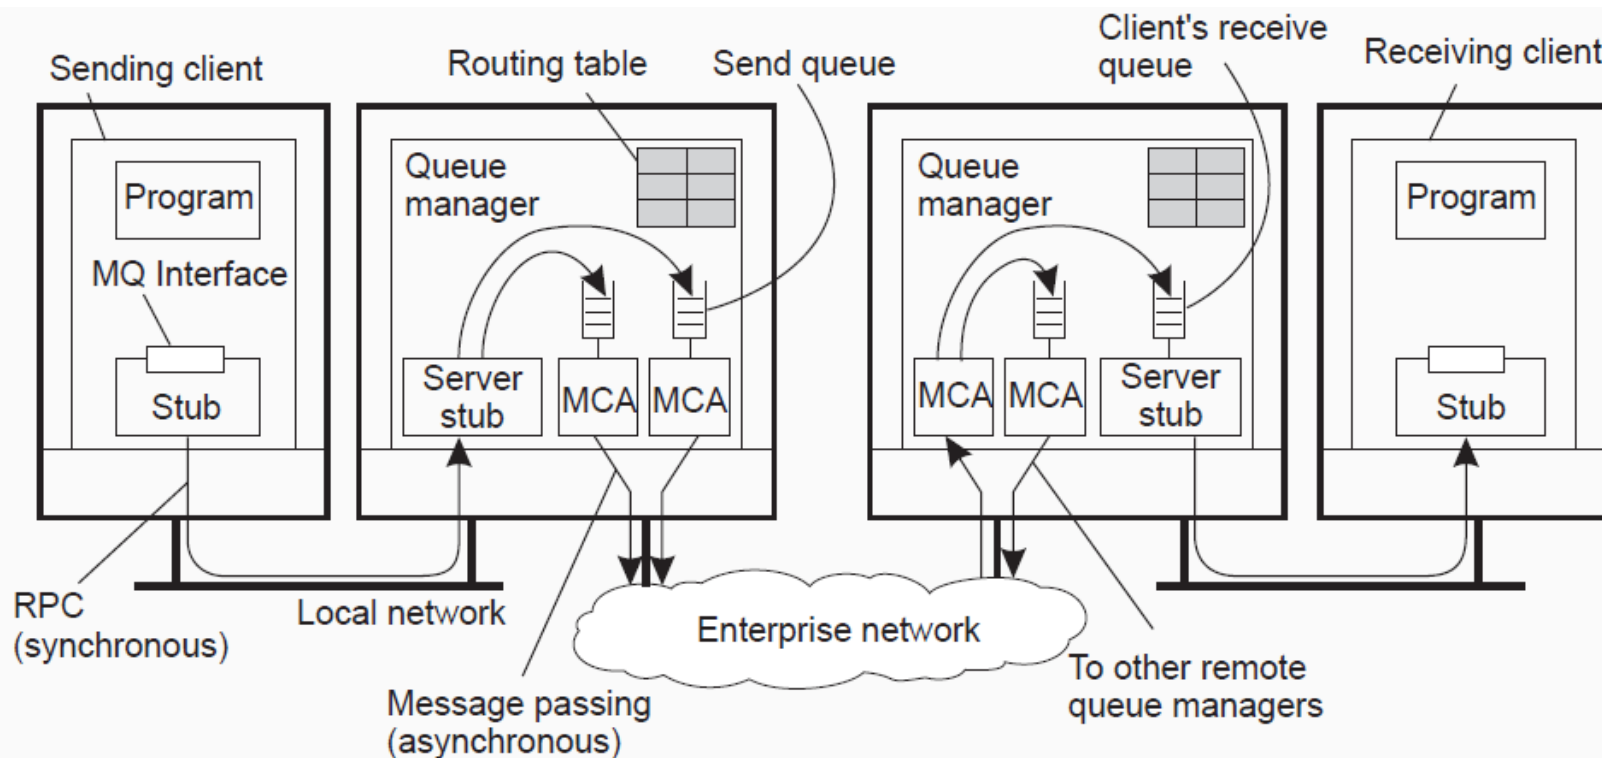 Sending client
Routing table
Send queue
Client's receive
queue
Receiving client
Program
MQ Interface
Stub
Queue
manager
Server
stub
MCA
MCA
Queue
manager
MCA
MCA
Server
stub
Program
Stub
RPC
(synchronous)
Local network
Message passing
(asynchronous)
Enterprise network
To other remote
queue managers